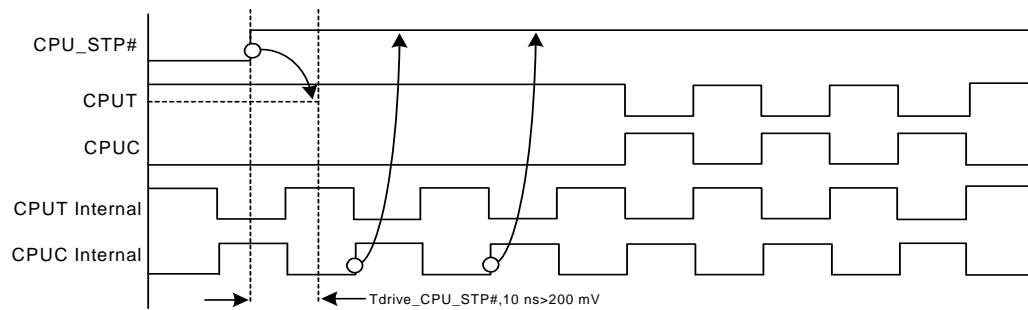 CPU_STP#
CPUT
CPUC
CPUT Internal
CPUC Internal
Tdrive_CPU_STP#,10 ns>200 mV